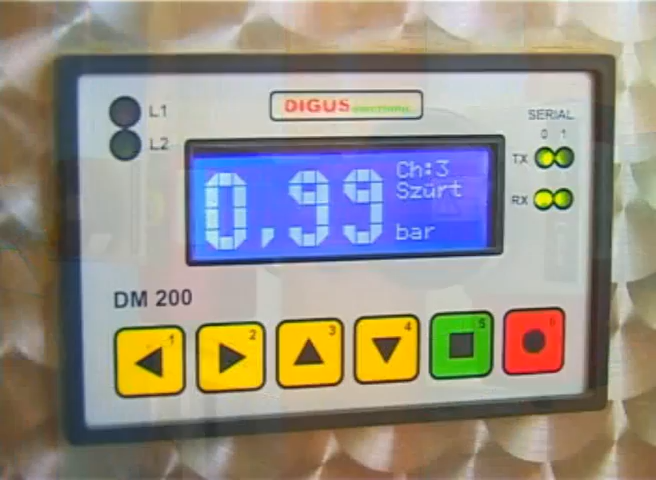 L1
L2
DIGUS electronic
SERIAL
0 1
TX
RX
0,99
Ch:3
Szűrt
bar
DM 200
1
2
3
4
5